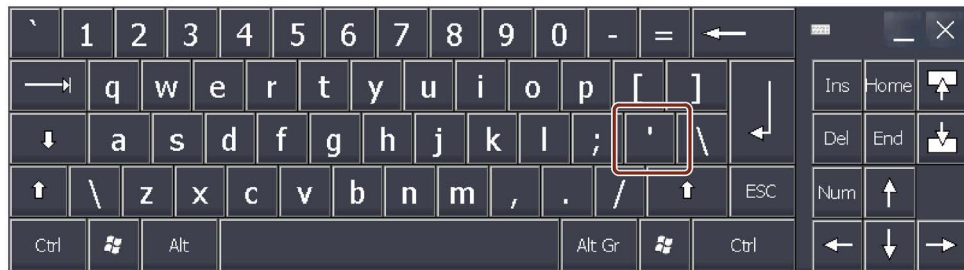 ` 1 2 3 4 5 6 7 8 9 0 - =
q w e r t y u i o p [ ] Ins Home
a s d f g h j k l ; ' \ Del End
\ z x c v b n m , . / ESC Num
Ctrl Alt Alt Gr Ctrl